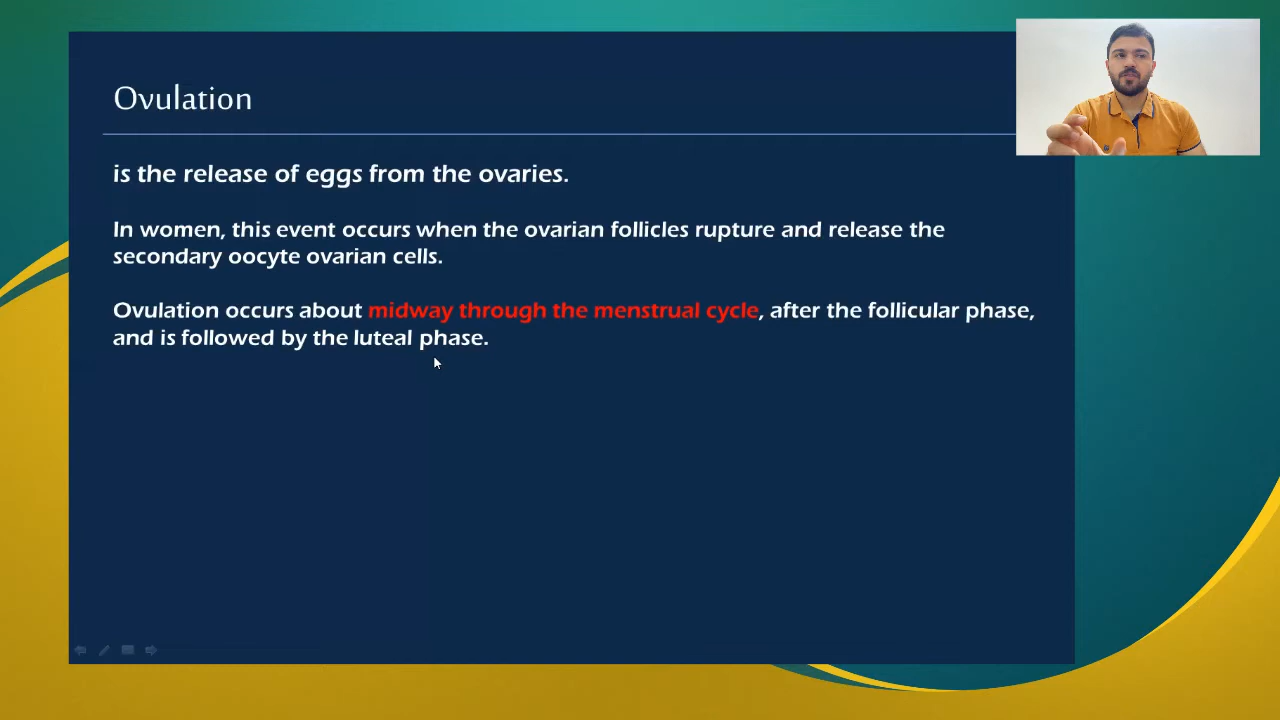 Ovulation
is the release of eggs from the ovaries.
In women, this event occurs when the ovarian follicles rupture and release the
secondary oocyte ovarian cells.
Ovulation occurs about midway through the menstrual cycle, after the follicular phase,
and is followed by the luteal phase.